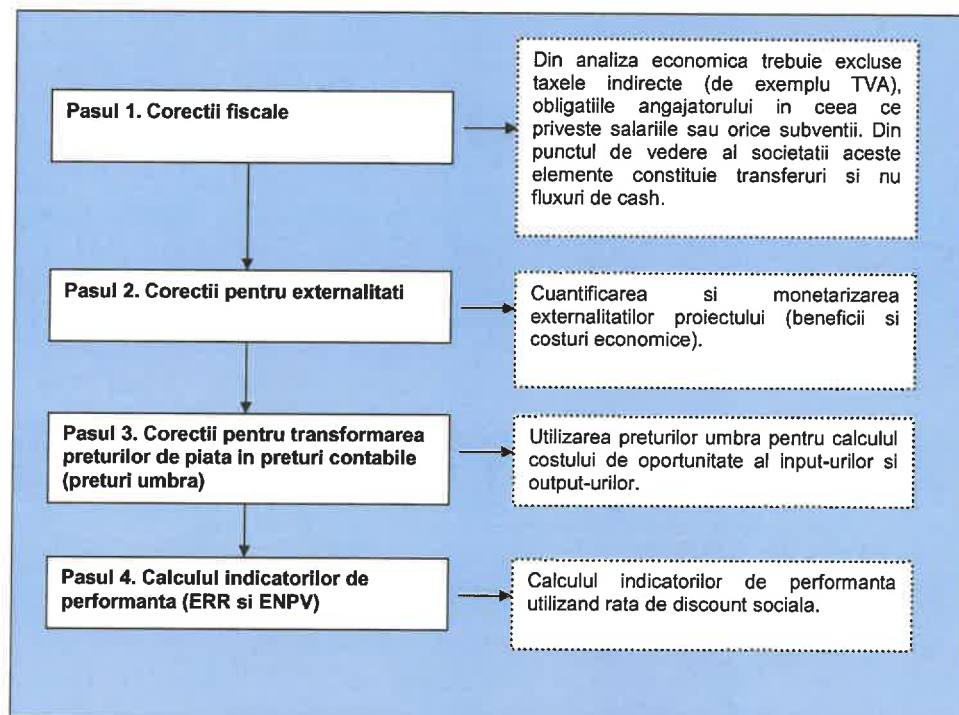 Pasul 1. Corectii fiscale
Din analiza economica trebuie excluse
taxele indirecte (de exemplu TVA),
obligatiile angajatorului in ceea ce
priveste salariile sau orice subventii. Din
punctul de vedere al societatii aceste
elemente constituie transferuri si nu
fluxuri de cash.
Pasul 2. Corectii pentru externalitati
Cuantificarea si monetarizarea
externalitatilor proiectului (beneficii si
costuri economice).
Pasul 3. Corectii pentru transformarea
preturilor de piata in preturi contabile
(preturi umbra)
Utilizarea preturilor umbra pentru calculul
costului de oportunitate al input-urilor si
output-urilor.
Pasul 4. Calculul indicatorilor de
performanta (ERR si ENPV)
Calculul indicatorilor de performanta
utilizand rata de discount sociala.